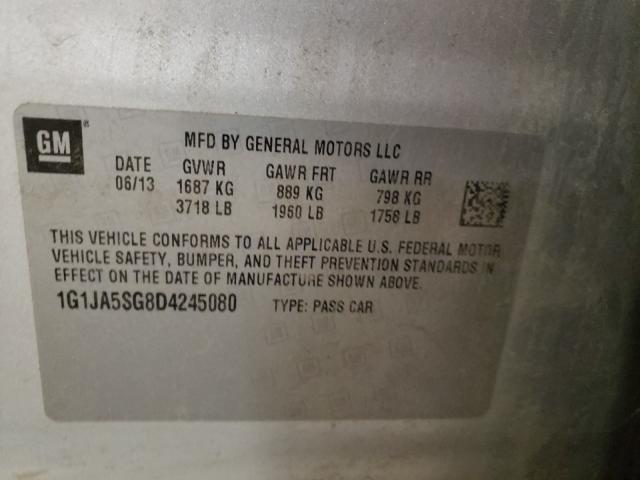 GM®
MFD BY GENERAL MOTORS LLC
DATE GVWR GAWR FRT GAWR RR
06/13 1687 KG 889 KG 798 KG
3718 LB 1960 LB 1758 LB
THIS VEHICLE CONFORMS TO ALL APPLICABLE U.S. FEDERAL MOTOR
VEHICLE SAFETY, BUMPER, AND THEFT PREVENTION STANDARDS IN
EFFECT ON THE DATE OF MANUFACTURE SHOWN ABOVE.
1G1JA5SG8D4245080 TYPE: PASS CAR